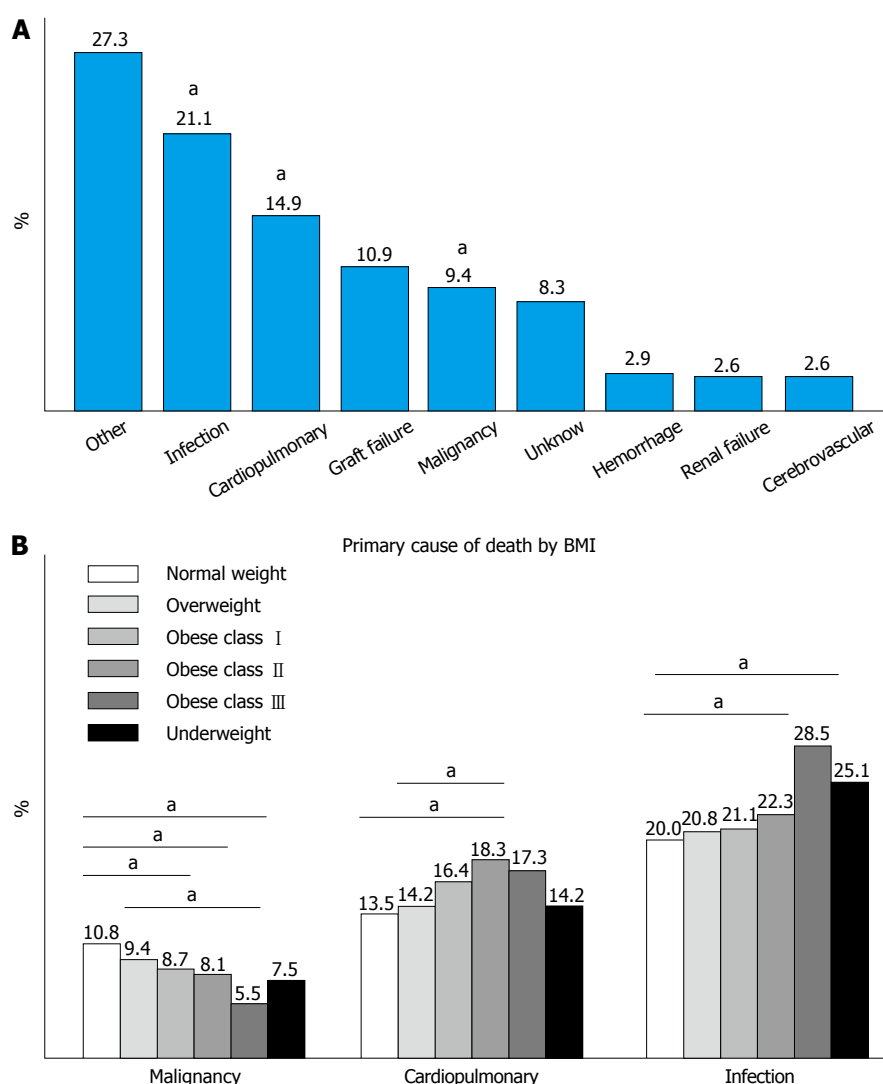 A
27.3
a
21.1
a
14.9
10.9
a
9.4
8.3
2.9
2.6
2.6
%
Other
Infection
Cardiopulmonary
Graft failure
Malignancy
Unknow
Hemorrhage
Renal failure
Cerebrovascular
B
Primary cause of death by BMI
Normal weight
Overweight
Obese class Ⅰ
Obese class Ⅱ
Obese class Ⅲ
Underweight
%
a
a
a
a
10.8
9.4
8.7
8.1
5.5
7.5
a
a
13.5
14.2
16.4
18.3
17.3
14.2
a
a
20.0
20.8
21.1
22.3
28.5
25.1
Malignancy
Cardiopulmonary
Infection